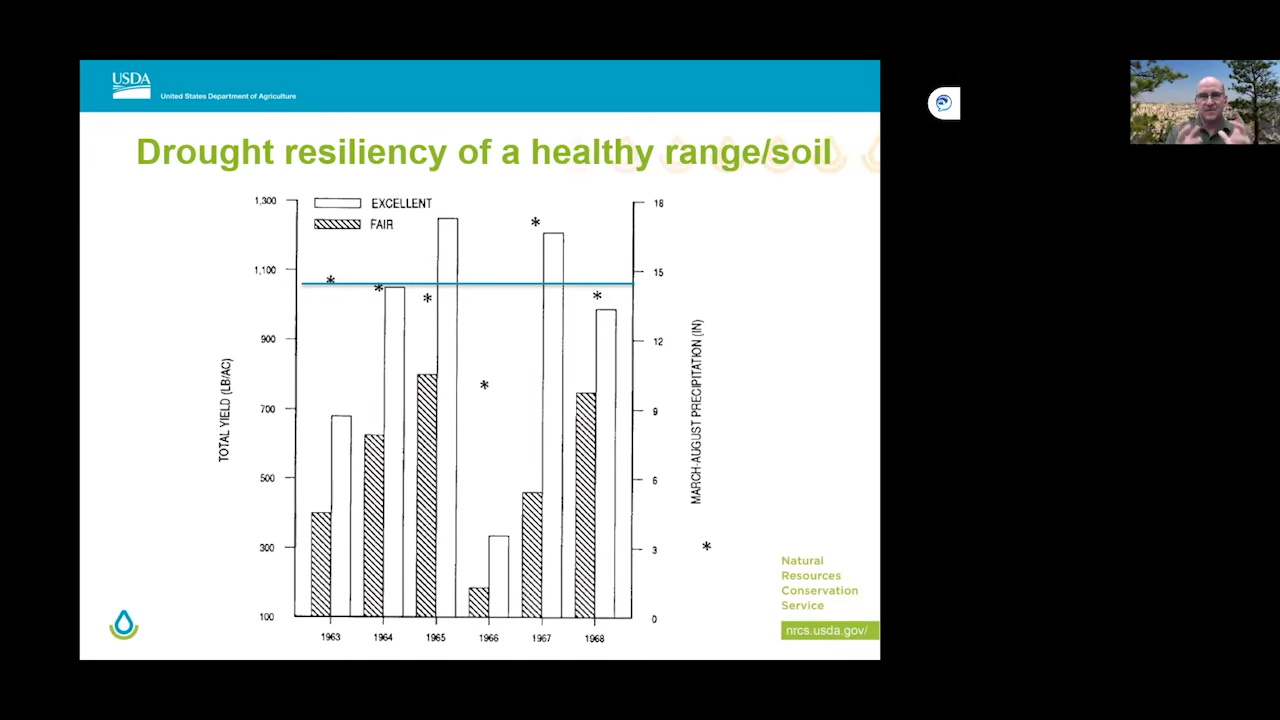 USDA
United States Department of Agriculture
Drought resiliency of a healthy range/soil
EXCELLENT
FAIR
1,300
1,100
900
700
500
300
100
TOTAL YIELD (LB/AC)
18
15
12
9
6
3
0
MARCH-AUGUST PRECIPITATION (IN)
*
1963
1964
1965
1966
1967
1968
Natural
Resources
Conservation
Service
nrcs.usda.gov/